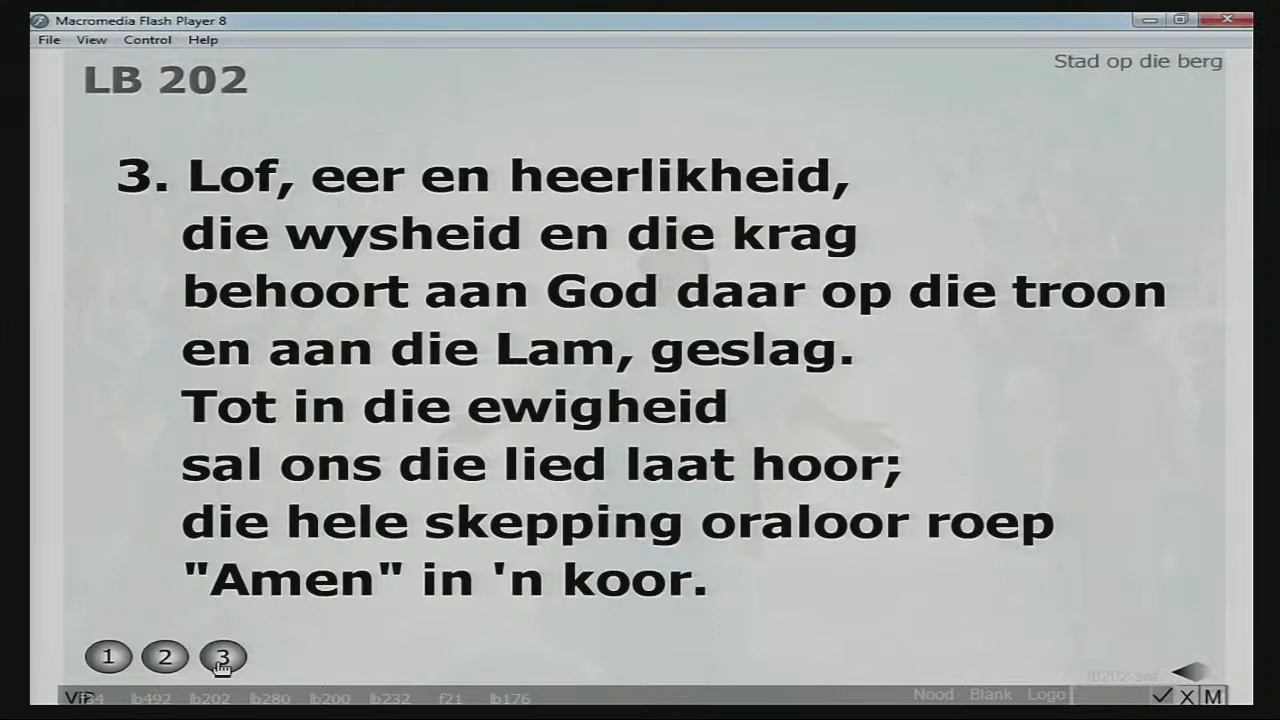 Macromedia Flash Player 8
File View Control Help
LB 202
Stad op die berg
3. Lof, eer en heerlikheid,
die wysheid en die krag
behoort aan God daar op die troon
en aan die Lam, geslag.
Tot in die ewigheid
sal ons die lied laat hoor;
die hele skepping oraloor roep
"Amen" in 'n koor.
1 2 3
lb202.swf
lb492 lb202 lb280 lb200 lb232 f21 lb176 Nood Blank Logo X M